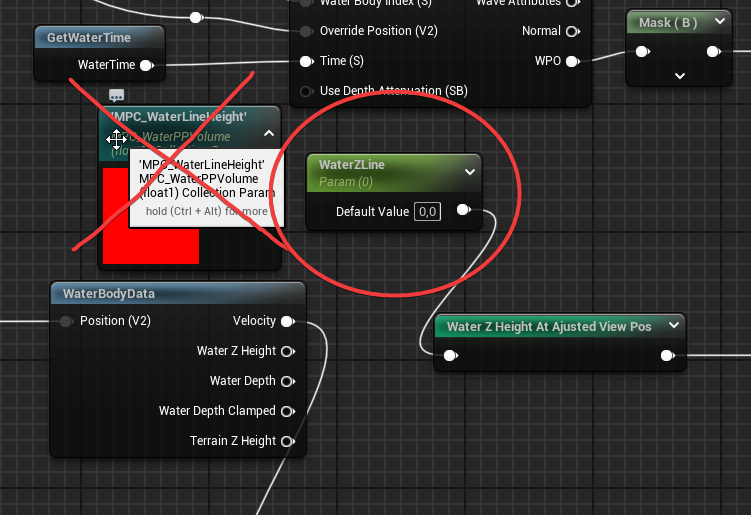 Water Body Index (S)
Wave Attributes
Override Position (V2)
Normal
Time (S)
WPO
Use Depth Attenuation (SB)
Mask ( B )
GetWaterTime
WaterTime
'MPC_WaterLineHeight'
MPC_WaterPPVolume
'MPC_WaterLineHeight'
MPC_WaterPPVolume
(float1) Collection Param
hold (Ctrl + Alt) for more
WaterZLine
Param (0)
Default Value 0,0
WaterBodyData
Position (V2)
Velocity
Water Z Height
Water Depth
Water Depth Clamped
Terrain Z Height
Water Z Height At Ajusted View Pos